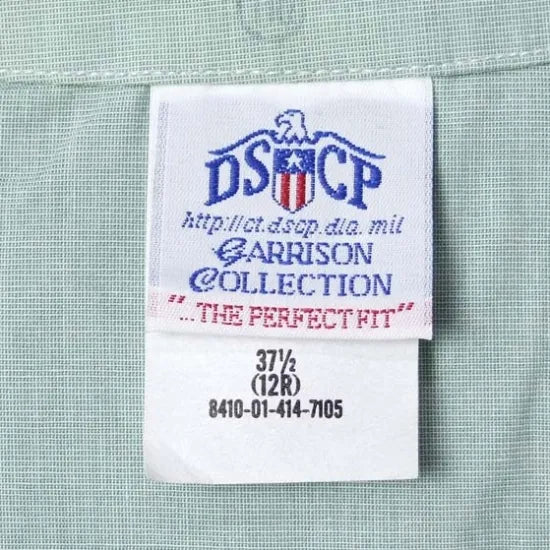 DSCP
http://ct.dscp.dla.mil
GARRISON
COLLECTION
"...THE PERFECT FIT"
37½
(12R)
8410-01-414-7105